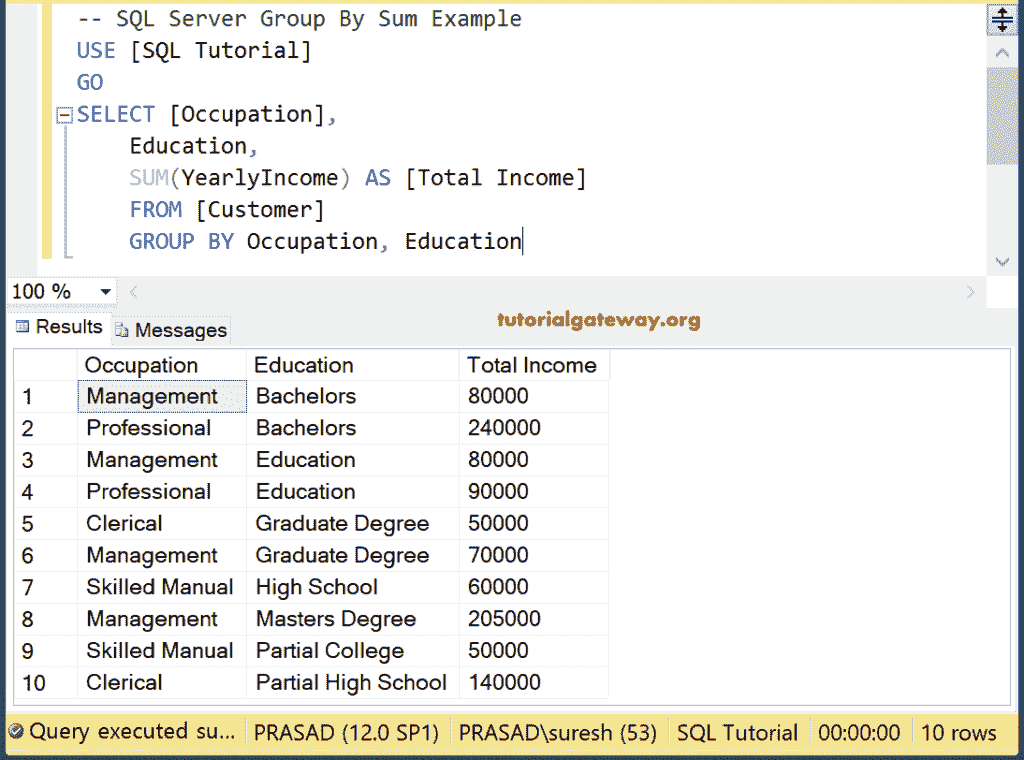 -- SQL Server Group By Sum Example
USE [SQL Tutorial]
GO
SELECT [Occupation],
Education,
SUM(YearlyIncome) AS [Total Income]
FROM [Customer]
GROUP BY Occupation, Education
100 %
tutorialgateway.org
Results Messages
Occupation Education Total Income
1 Management Bachelors 80000
2 Professional Bachelors 240000
3 Management Education 80000
4 Professional Education 90000
5 Clerical Graduate Degree 50000
6 Management Graduate Degree 70000
7 Skilled Manual High School 60000
8 Management Masters Degree 205000
9 Skilled Manual Partial College 50000
10 Clerical Partial High School 140000
Query executed su... PRASAD (12.0 SP1) PRASAD\suresh (53) SQL Tutorial 00:00:00 10 rows